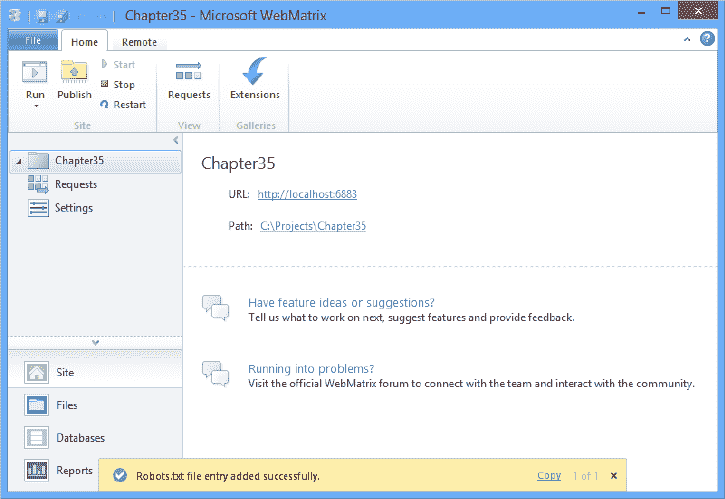 Chapter35 - Microsoft WebMatrix
File Home Remote
Run
Publish
Start
Stop
Restart
Requests
Extensions
Site View Galleries
Chapter35
Requests
Settings
Chapter35
URL: http://localhost:6883
Path: C:\Projects\Chapter35
Have feature ideas or suggestions?
Tell us what to work on next, suggest features and provide feedback.
Running into problems?
Visit the official WebMatrix forum to connect with the team and interact with the community.
Site
Files
Databases
Reports
Robots.txt file entry added successfully. Copy 1 of 1